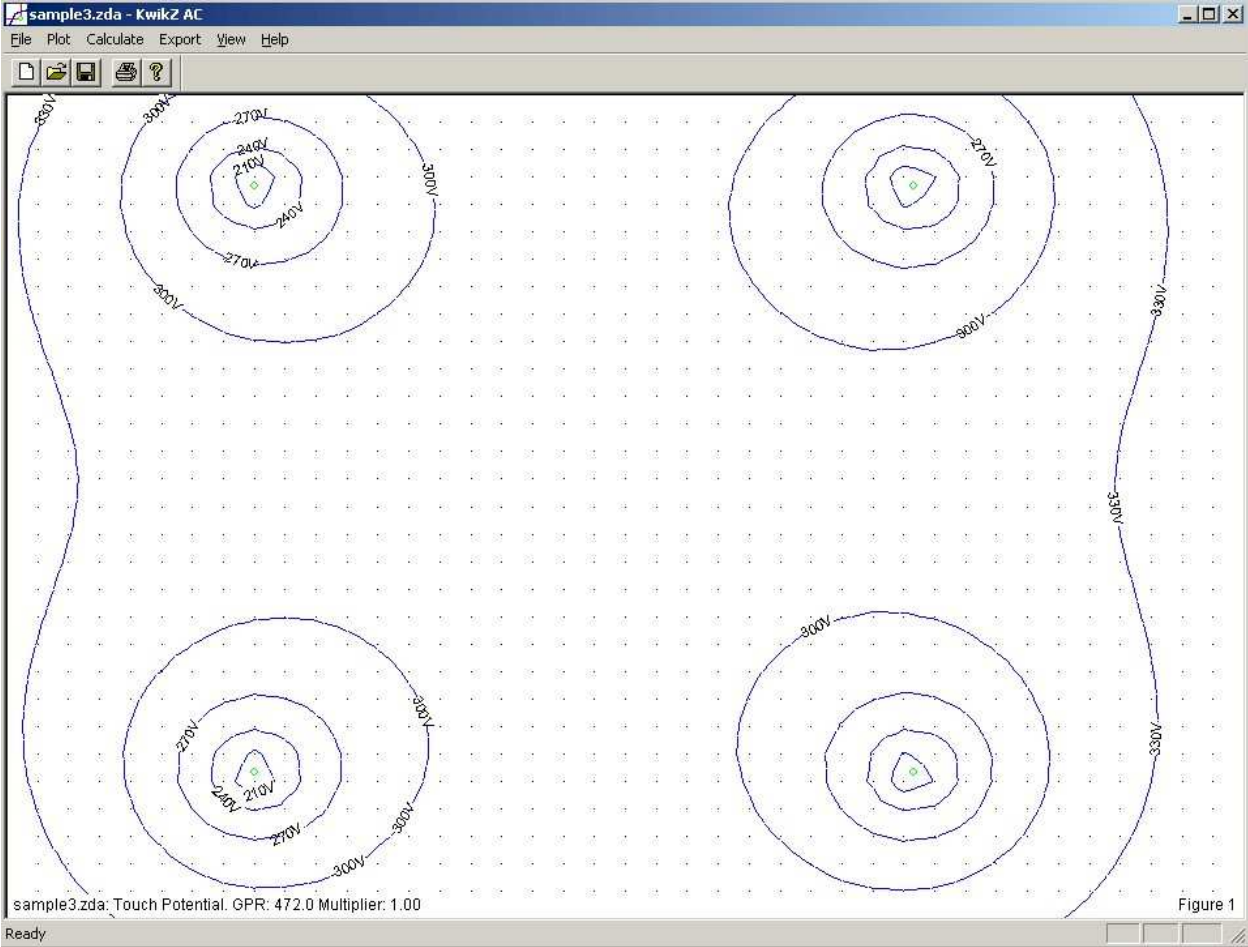 sample3.zda - KwikZ AC
File Plot Calculate Export View Help
330V
300V
270V
240V
210V
300V
240V
270V
300V
270V
330V
300V
330V
300V
300V
270V
330V
240V
210V
270V
300V
300V
sample3.zda: Touch Potential. GPR: 472.0 Multiplier: 1.00
Figure 1
Ready